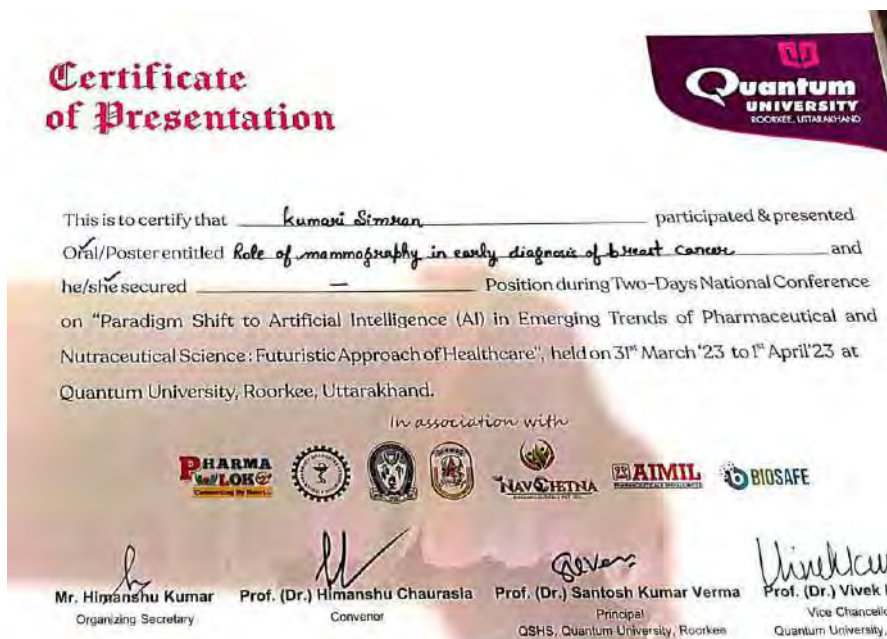 Certificate
of Presentation
Quantum
UNIVERSITY
ROORKEE, UTTARAKHAND
This is to certify that Kumari Simran participated & presented
Oral/Poster entitled Role of mammography in early diagnosis of breast cancer and
he/she secured — Position during Two-Days National Conference
on "Paradigm Shift to Artificial Intelligence (AI) in Emerging Trends of Pharmaceutical and
Nutraceutical Science: Futuristic Approach of Healthcare", held on 31st March'23 to 1st April'23 at
Quantum University, Roorkee, Uttarakhand.
In association with
PHARMA
LOK
Connecting By Heart...
NAVCHETNA
AIMIL
BIOSAFE
Mr. Himanshu Kumar Prof. (Dr.) Himanshu Chaurasia Prof. (Dr.) Santosh Kumar Verma Prof. (Dr.) Vivek
Organizing Secretary Convenor Principal Vice Chancello
QSHS, Quantum University, Roorkee Quantum University,